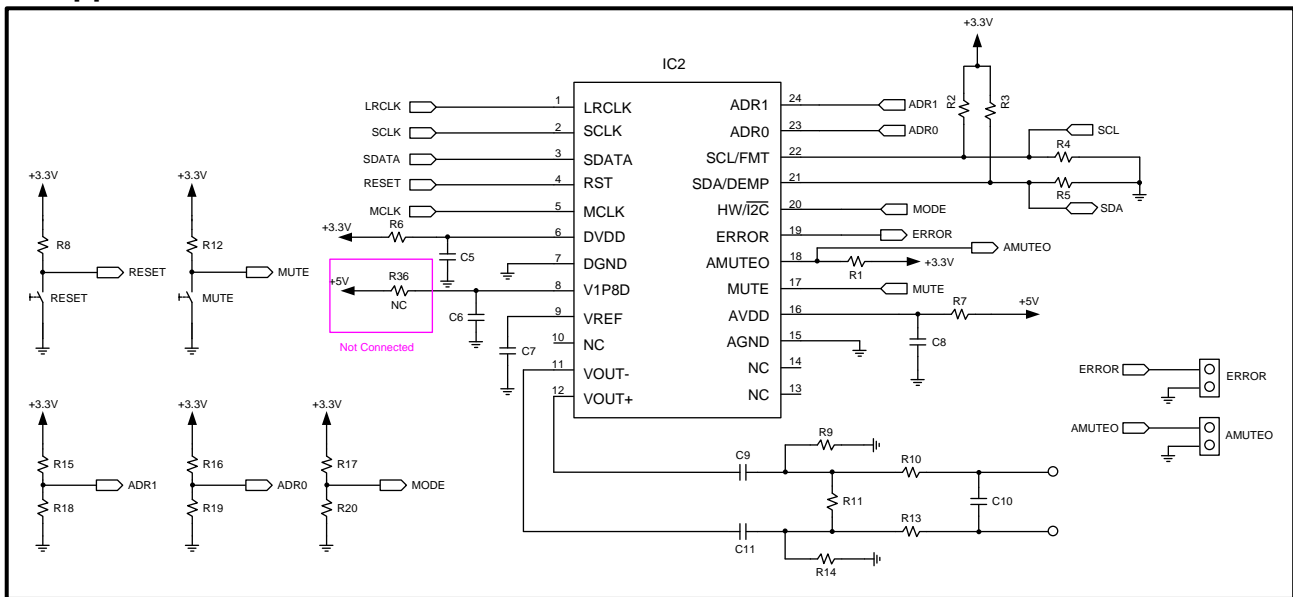 IC2
+3.3V
R2
R3
LRCLK
1
LRCLK
ADR1
24
ADR1
SCLK
2
SCLK
ADR0
23
ADR0
SCL
SDATA
3
SDATA
SCL/FMT
22
R4
RESET
4
RST
SDA/DEMP
21
R5
SDA
MCLK
5
MCLK
HW/I2C
20
MODE
+3.3V
R6
6
DVDD
ERROR
19
ERROR
C5
7
DGND
AMUTEO
18
AMUTEO
R1
+3.3V
+5V
R36
NC
8
V1P8D
MUTE
17
MUTE
Not Connected
C6
9
VREF
AVDD
16
R7
+5V
C7
10
NC
AGND
15
C8
11
VOUT-
NC
14
12
VOUT+
NC
13
+3.3V
R8
RESET
RESET
+3.3V
R12
MUTE
MUTE
ERROR
ERROR
AMUTEO
AMUTEO
+3.3V
R15
ADR1
R18
+3.3V
R16
ADR0
R19
+3.3V
R17
MODE
R20
R9
C9
R10
R11
C10
R13
C11
R14